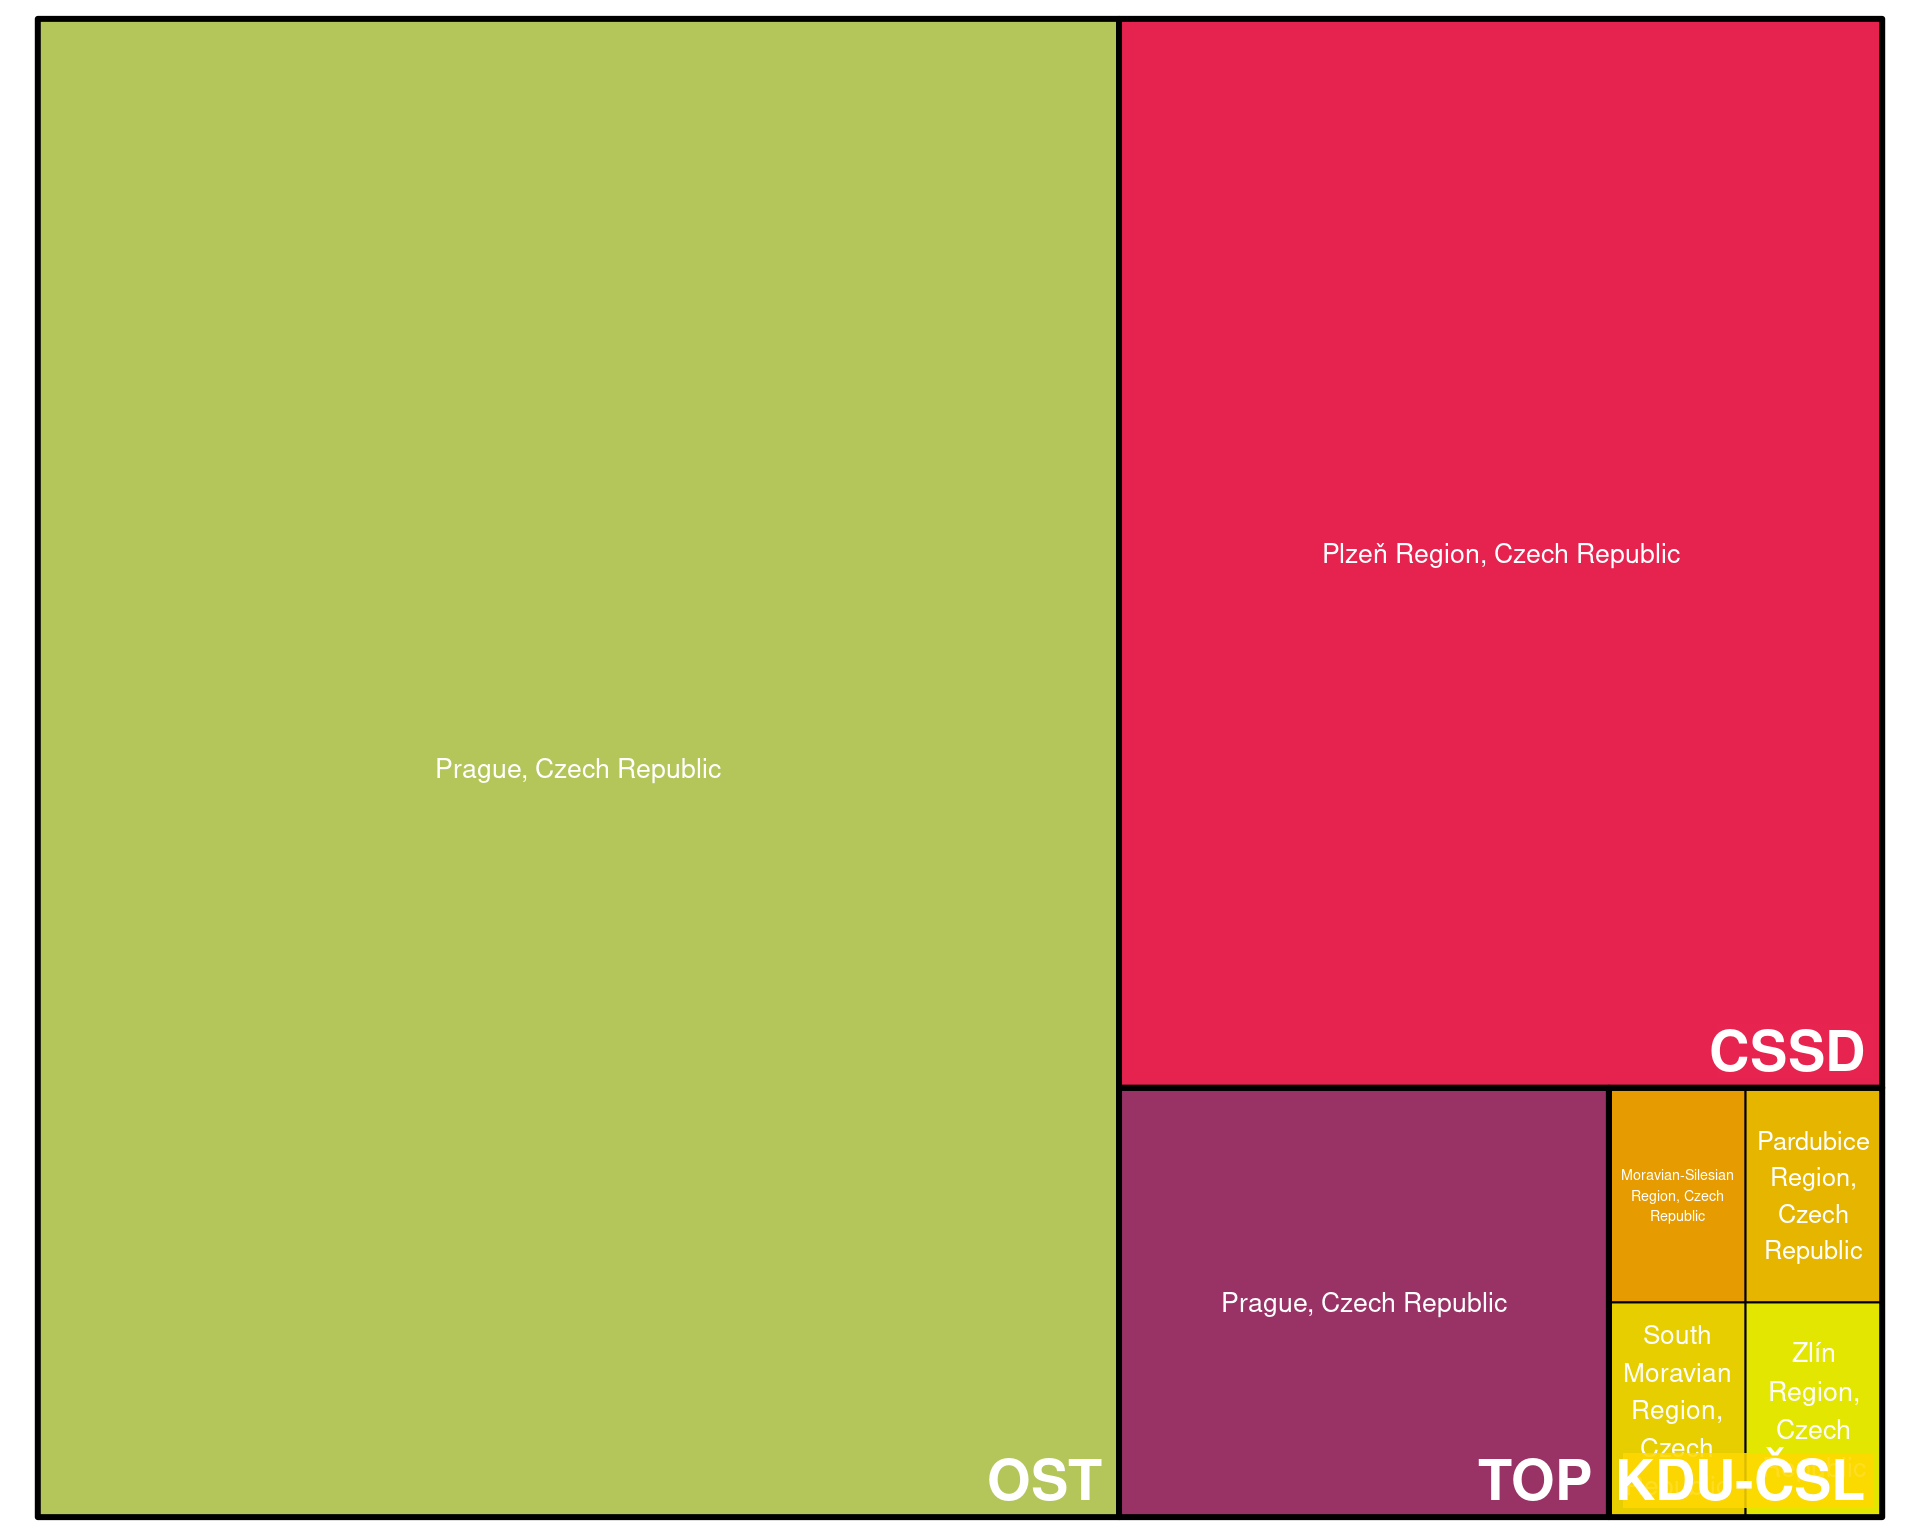 Prague, Czech Republic
OST
Plzeň Region, Czech Republic
CSSD
Prague, Czech Republic
TOP
Moravian-Silesian
Region, Czech
Republic
Pardubice
Region,
Czech
Republic
South
Moravian
Region,
Czech
Zlín
Region,
Czech
KDU-ČSL